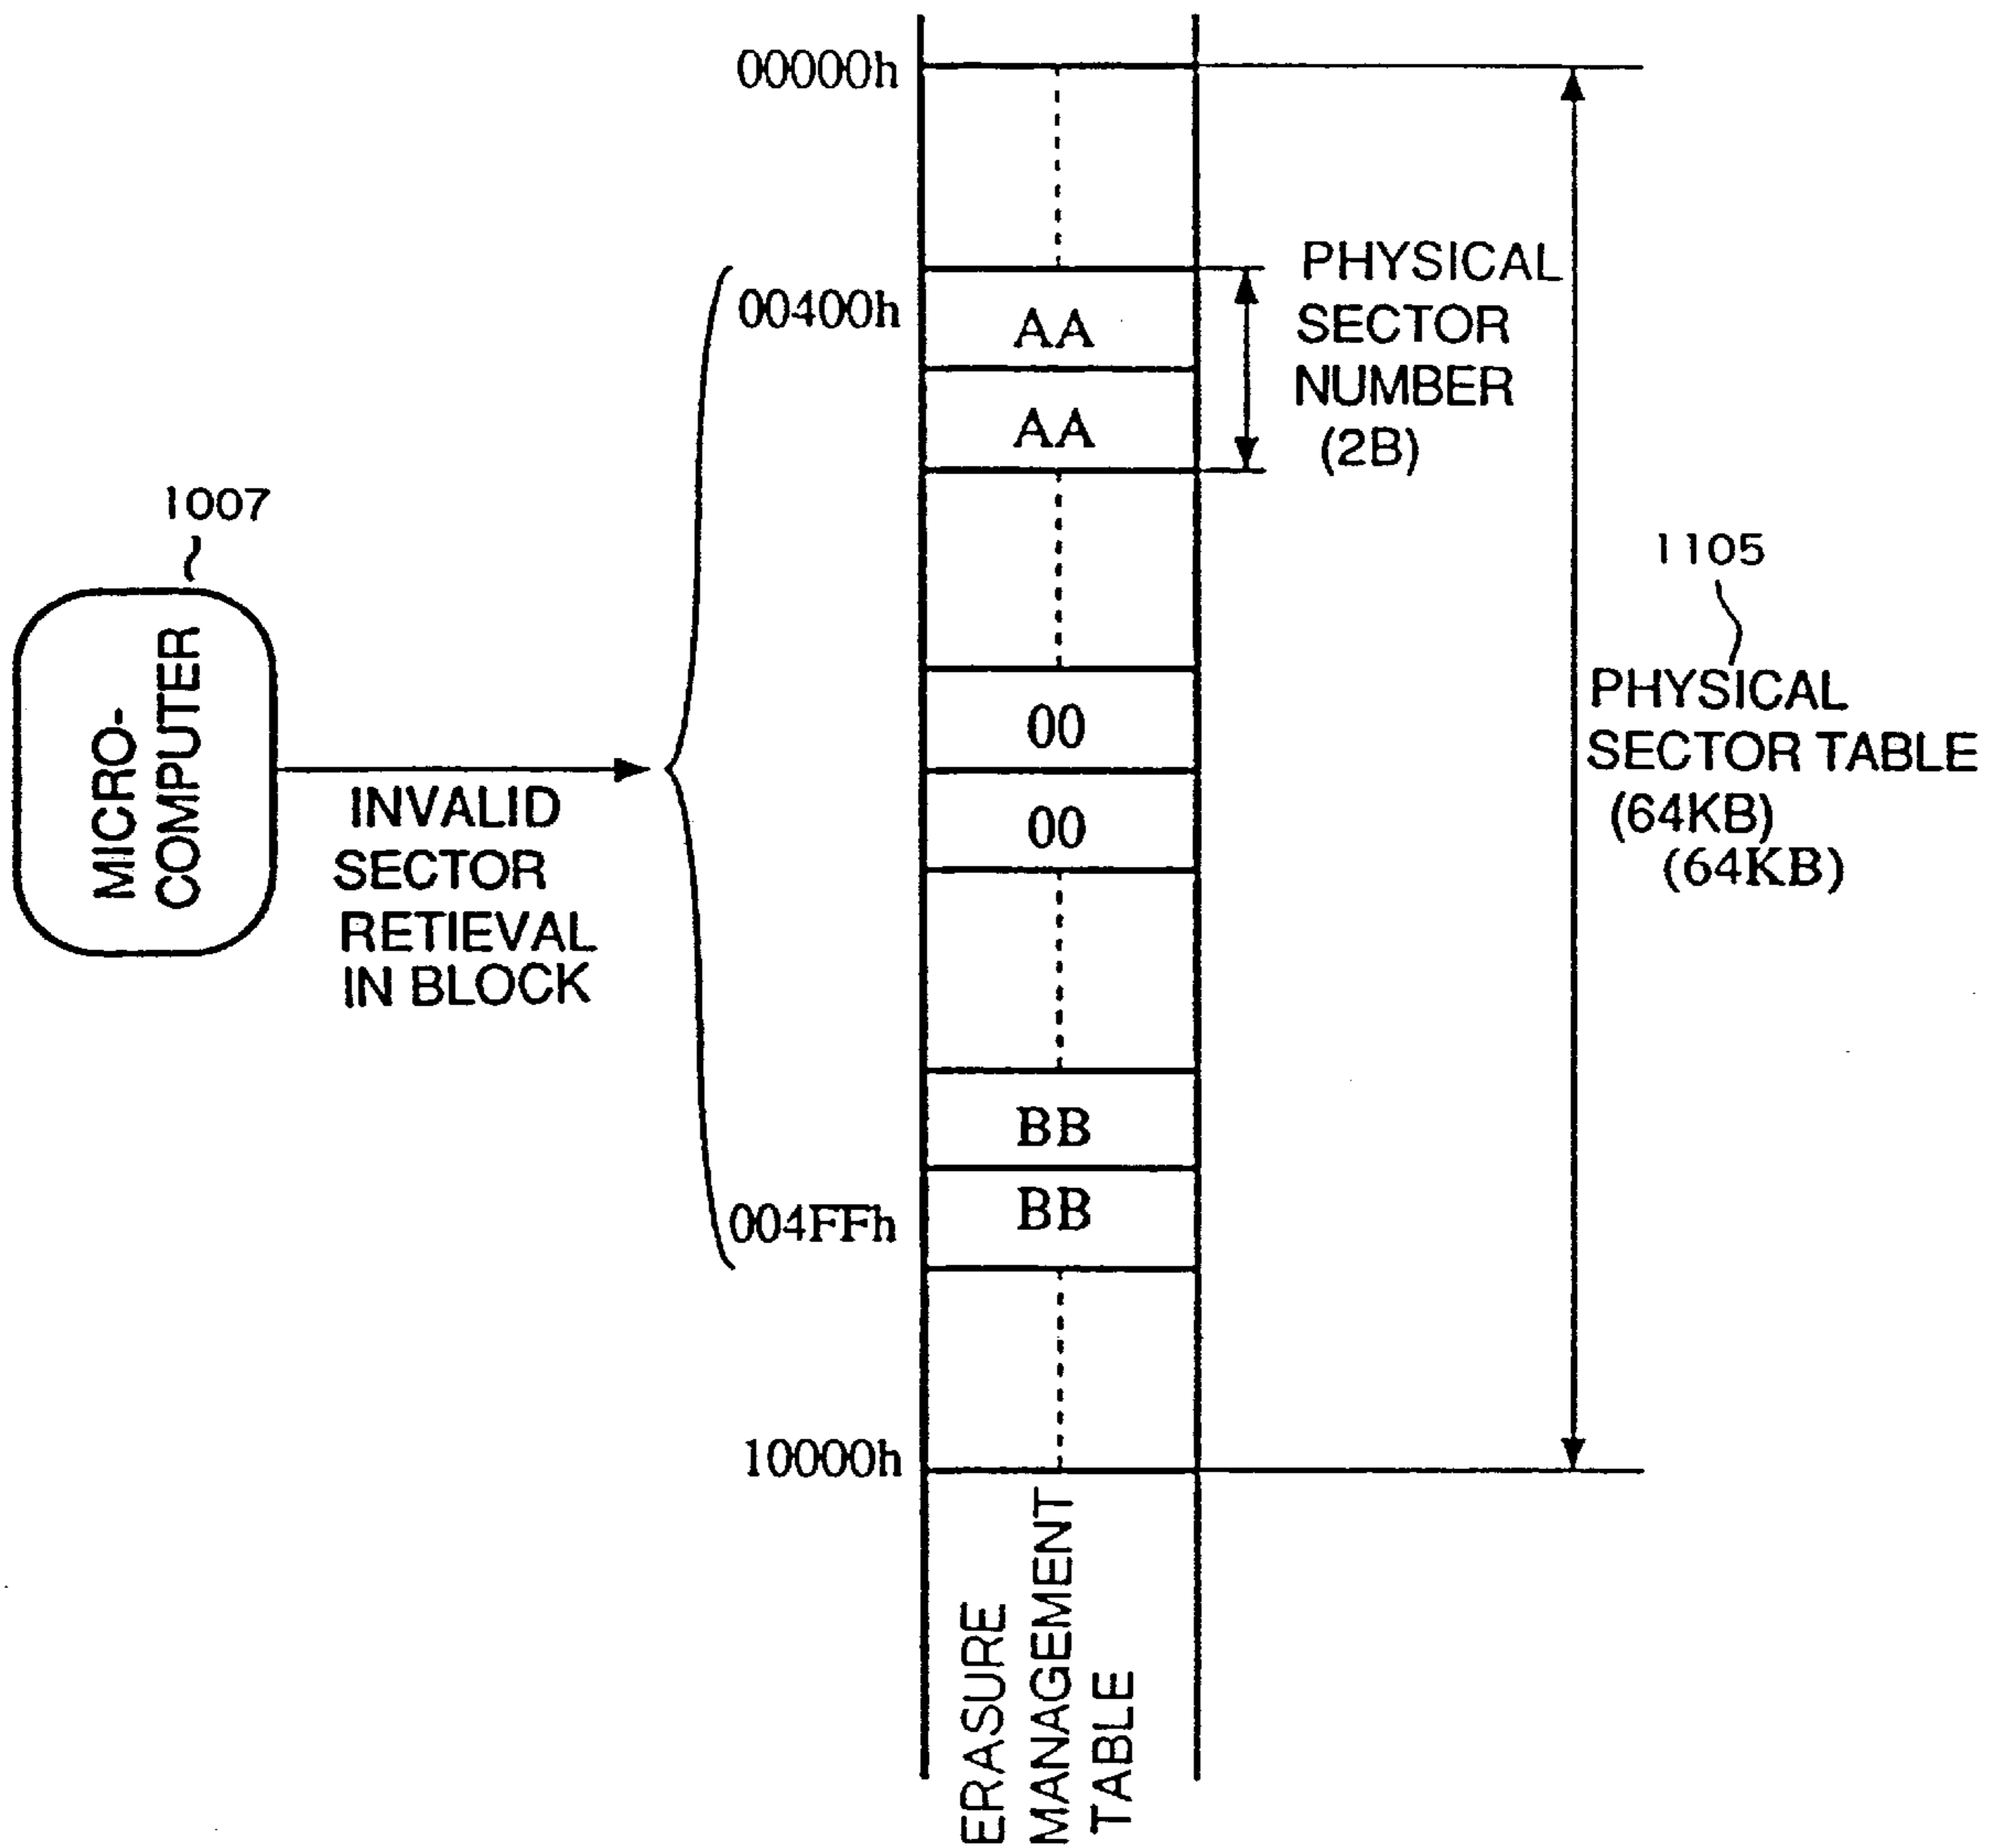 00000h
00400h
AA
AA
PHYSICAL
SECTOR
NUMBER
(2B)
1007
MICRO-
COMPUTER
INVALID
SECTOR
RETIEVAL
IN BLOCK
00
00
1105
PHYSICAL
SECTOR TABLE
(64KB)
(64KB)
BB
BB
004FFh
10000h
ERASURE
MANAGEMENT
TABLE